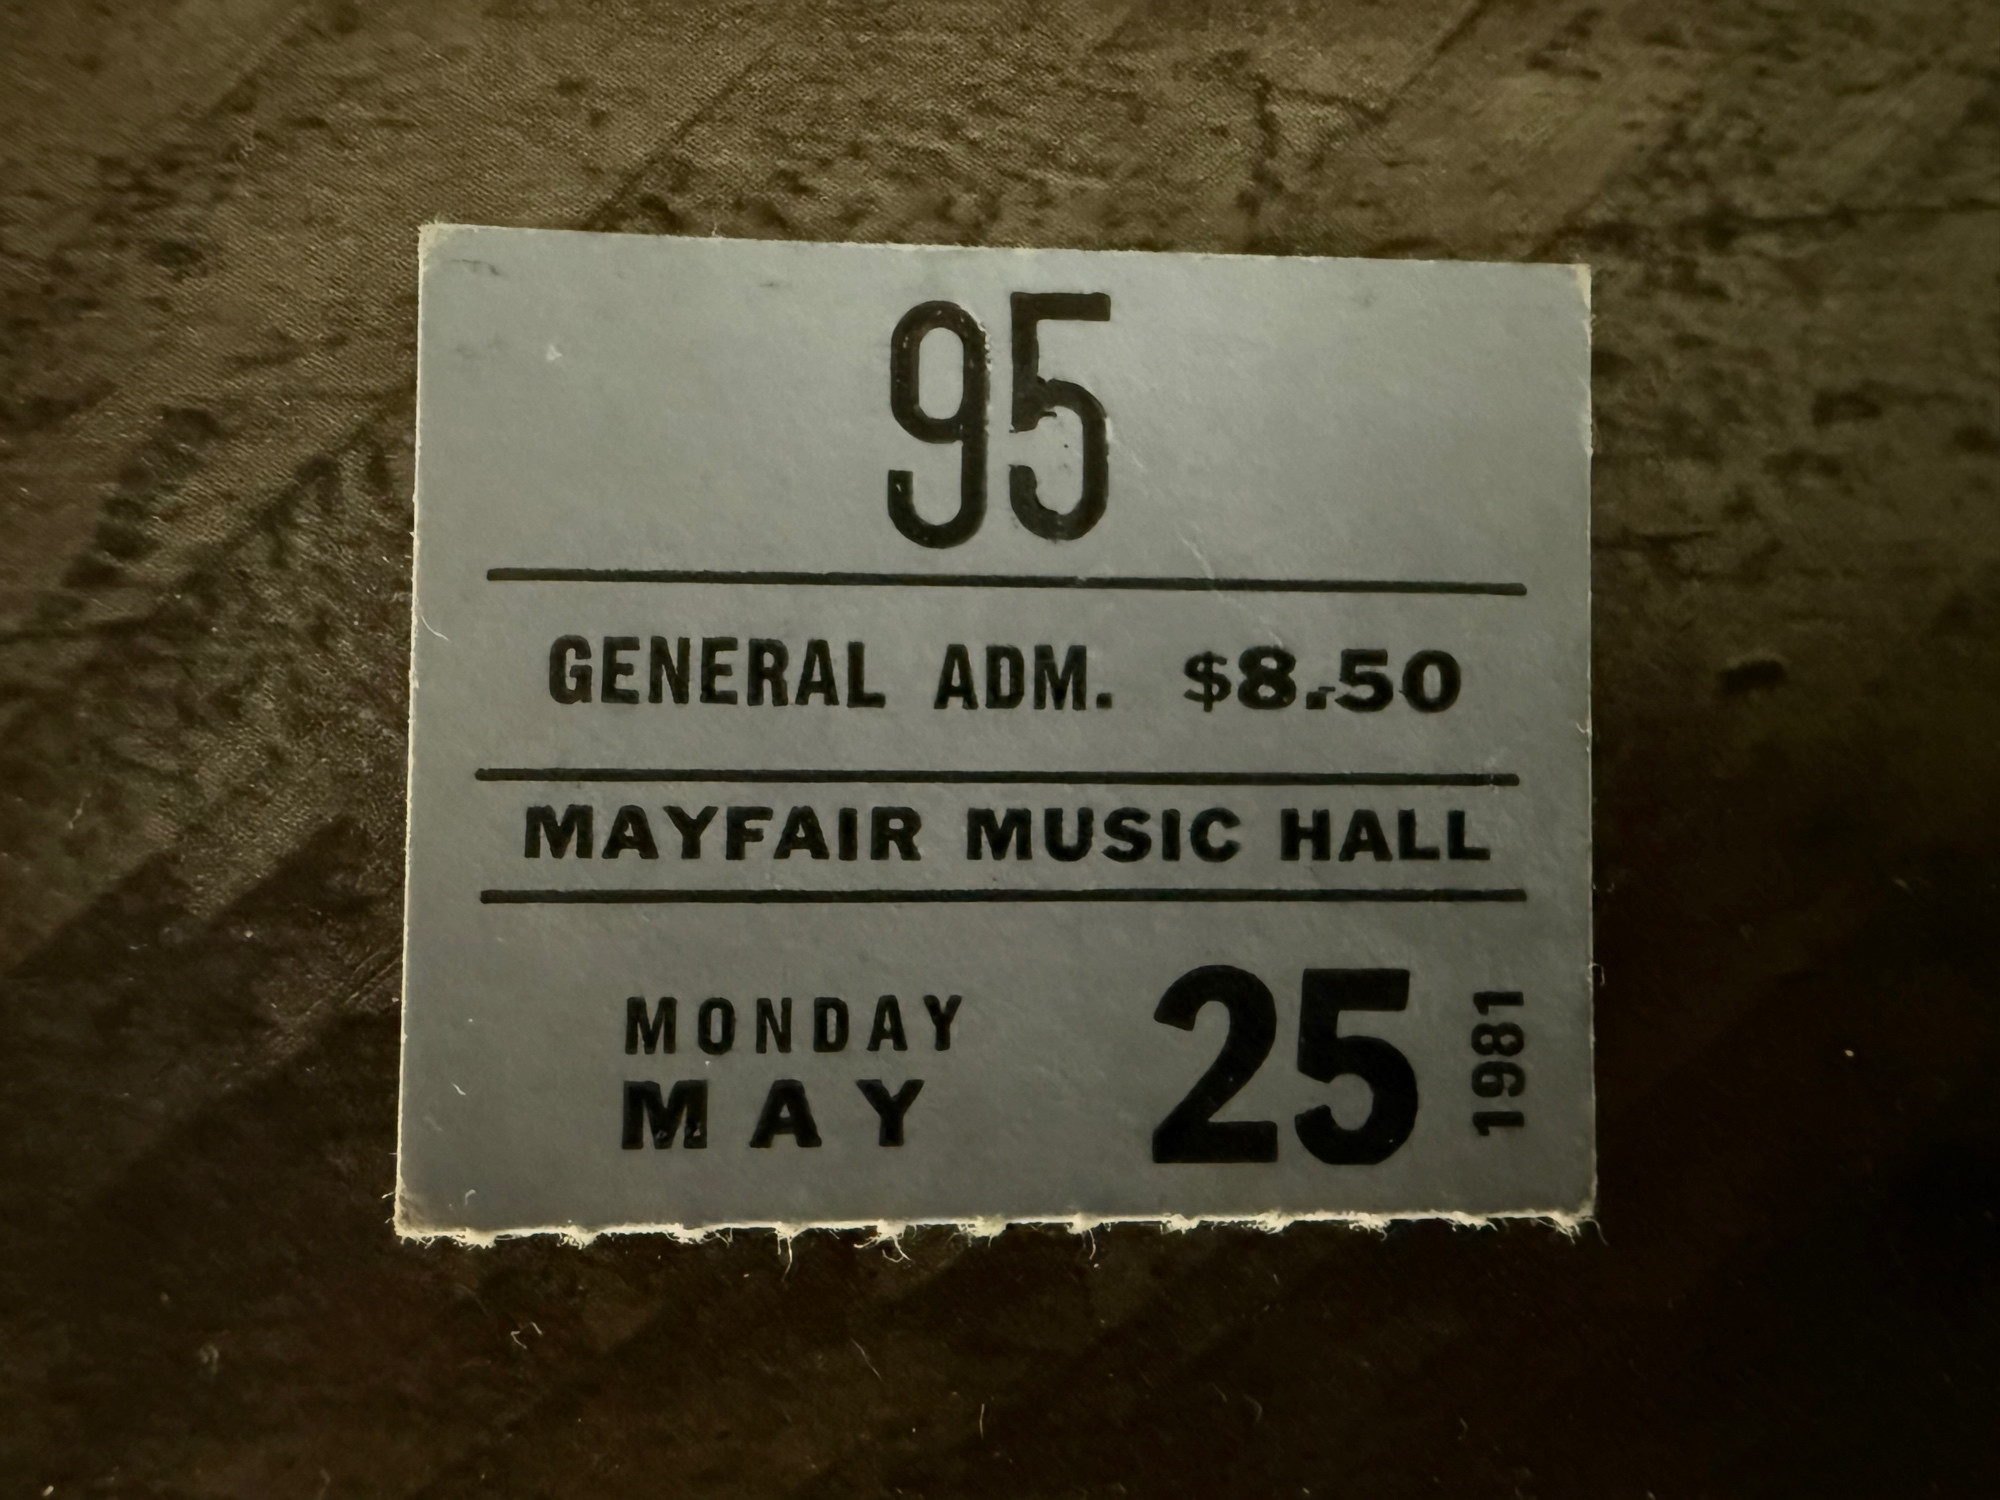 95
GENERAL ADM. $8.50
MAYFAIR MUSIC HALL
MONDAY
MAY 25 1981